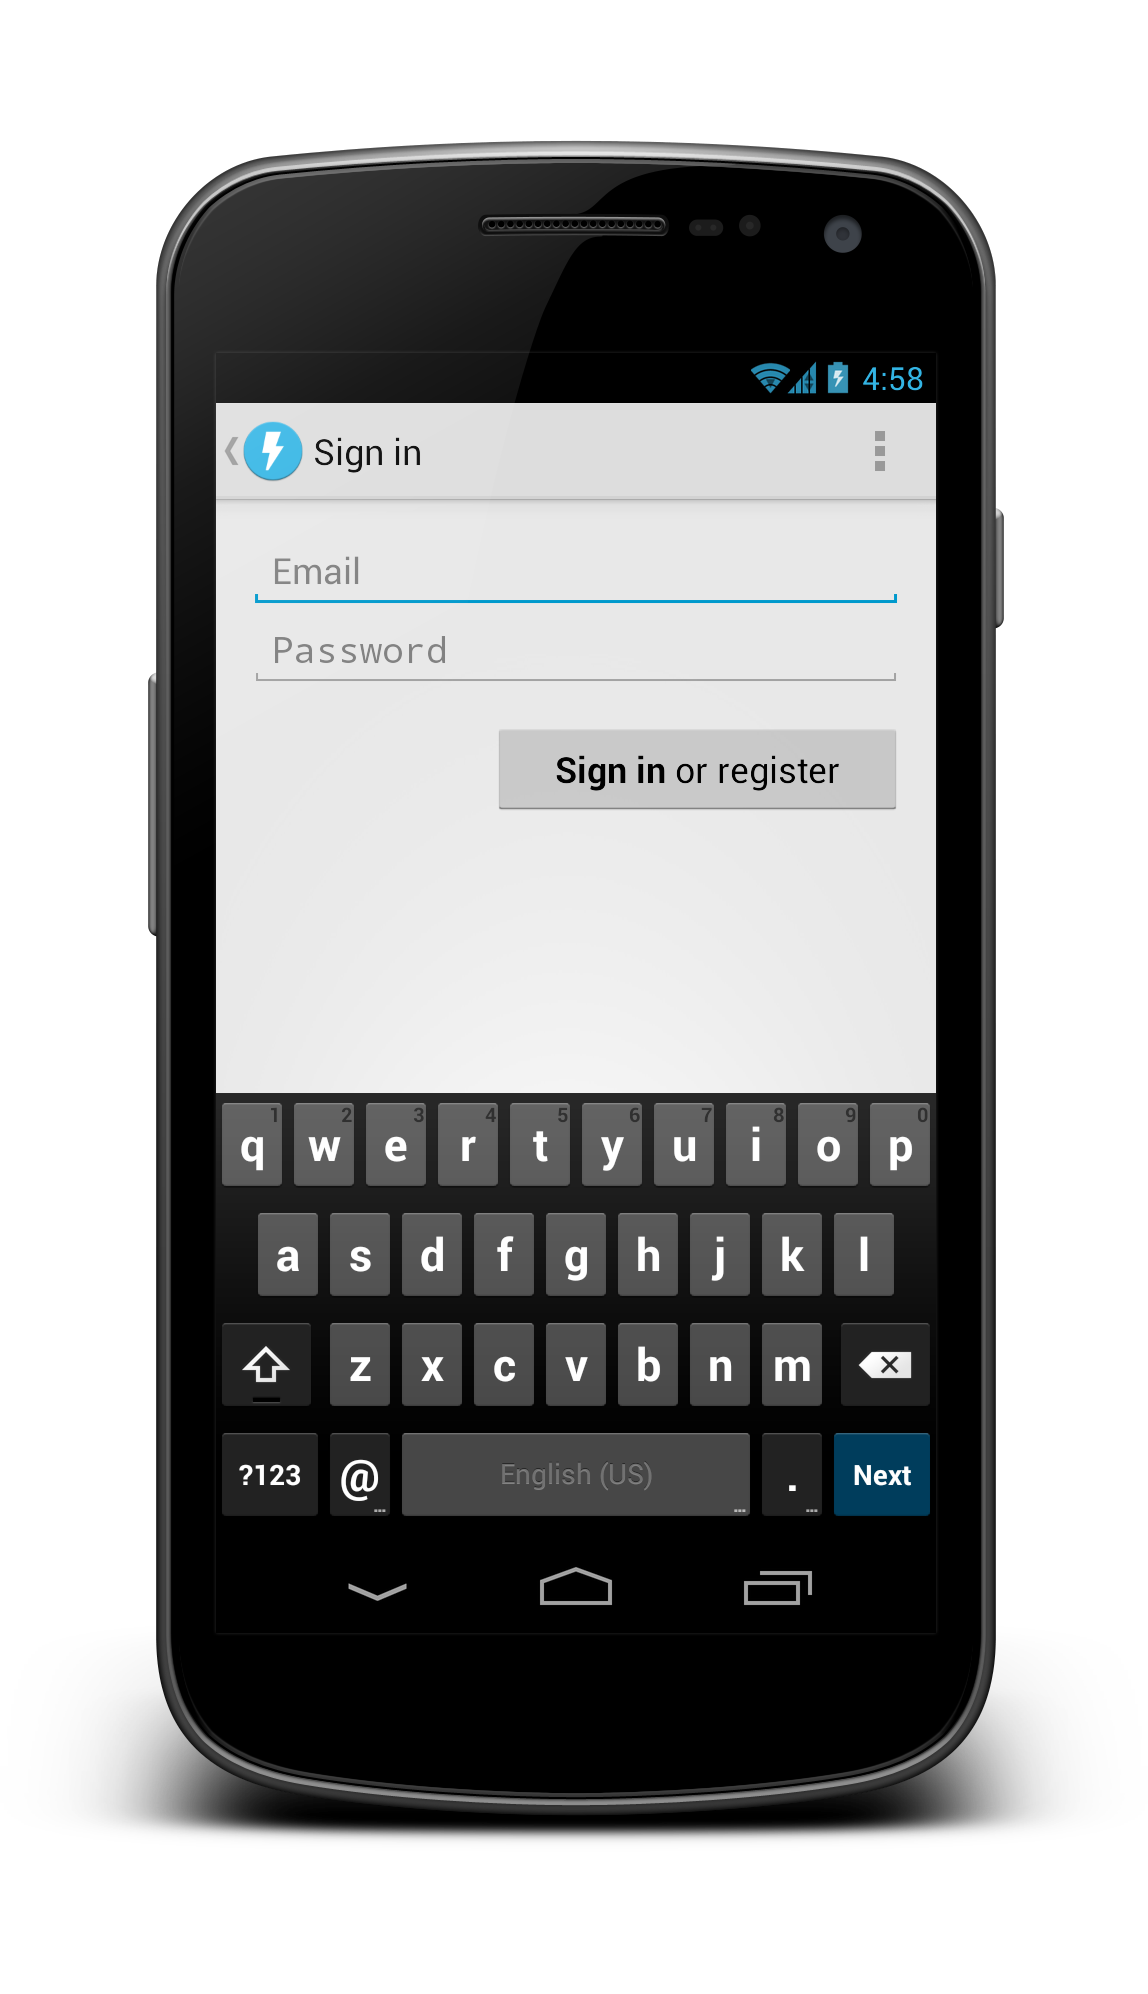 4:58
Sign in
Email
Password
Sign in or register
1 2 3 4 5 6 7 8 9 0
q w e r t y u i o p
a s d f g h j k l
z x c v b n m
?123 @ English (US) . Next